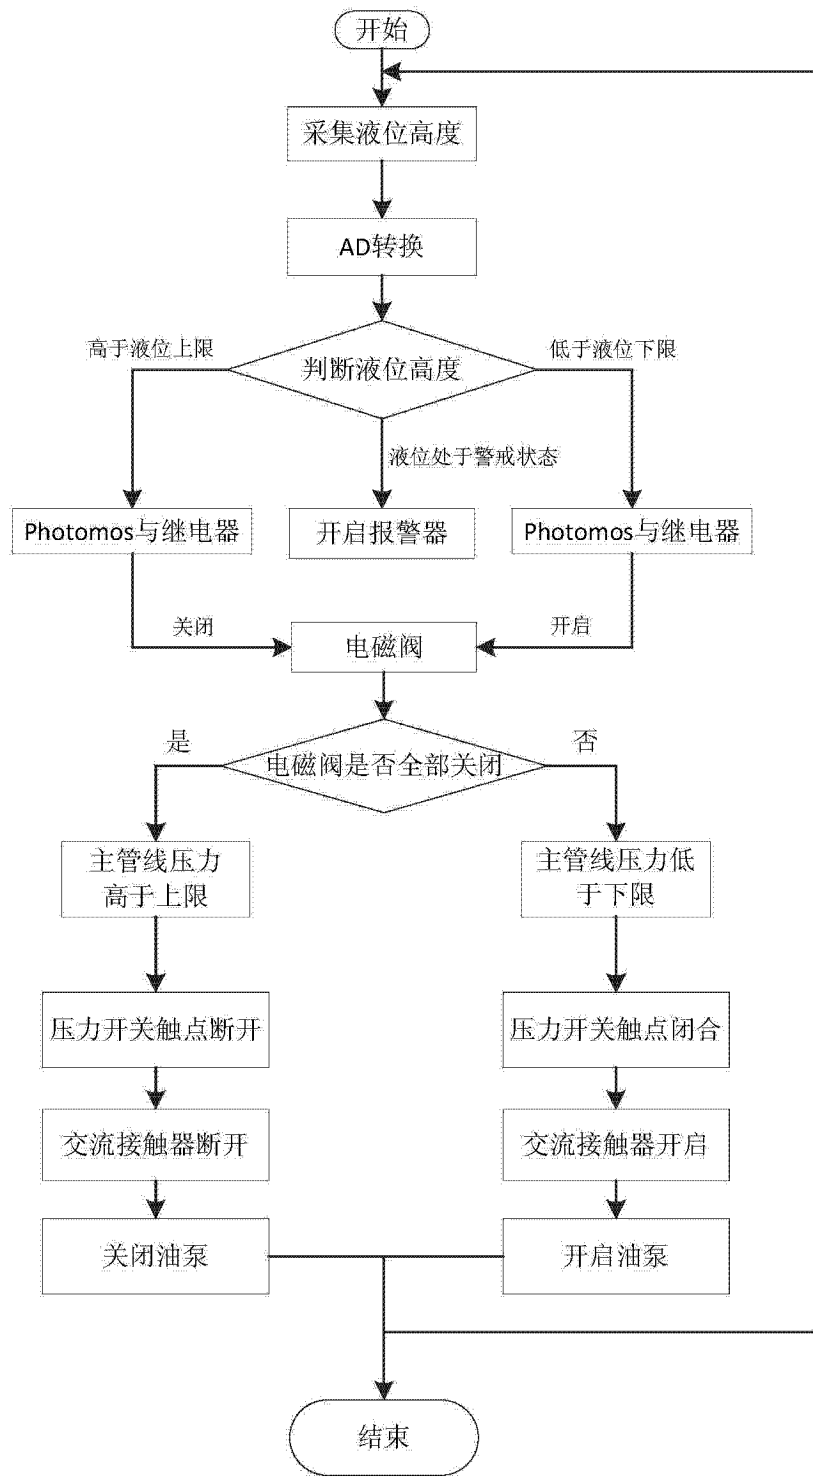 开始
采集液位高度
AD转换
高于液位上限
判断液位高度
低于液位下限
液位处于警戒状态
Photomos与继电器
开启报警器
Photomos与继电器
关闭
电磁阀
开启
是
电磁阀是否全部关闭
否
主管线压力
高于上限
主管线压力低
于下限
压力开关触点断开
压力开关触点闭合
交流接触器断开
交流接触器开启
关闭油泵
开启油泵
结束